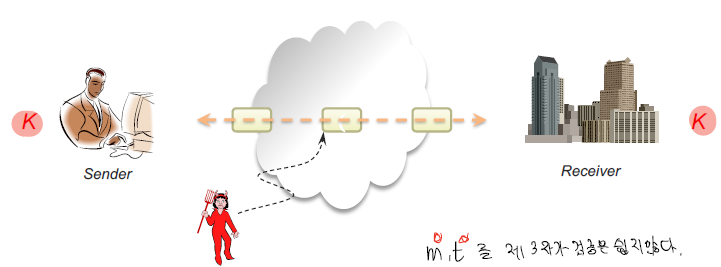 K
K
Sender
Receiver
m, t 를 제 3자가 검증은 쉽지않다.